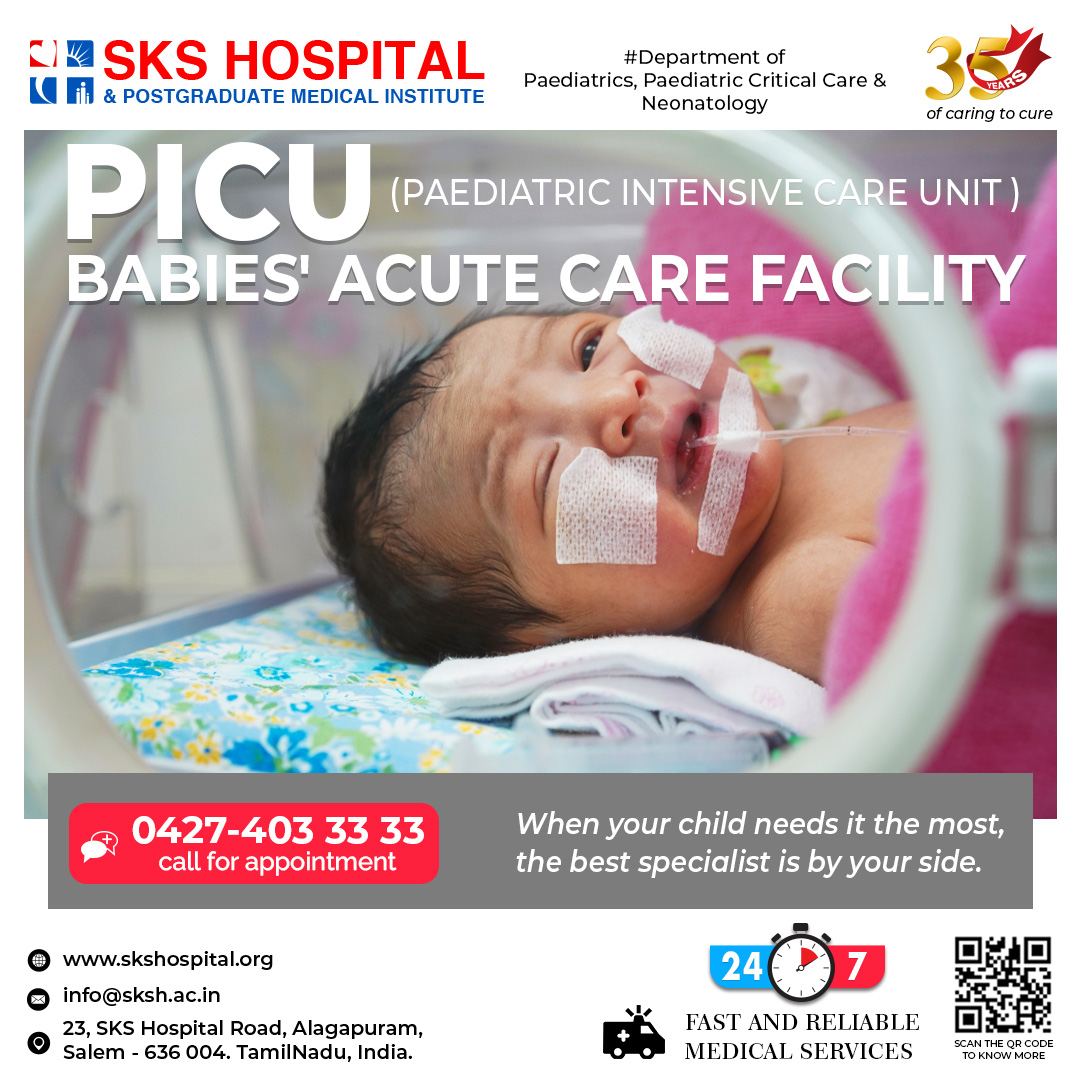 SKS HOSPITAL
& POSTGRADUATE MEDICAL INSTITUTE
#Department of
Paediatrics, Paediatric Critical Care &
Neonatology
35
YEARS
of caring to cure
PICU (PAEDIATRIC INTENSIVE CARE UNIT )
BABIES' ACUTE CARE FACILITY
0427-403 33 33
call for appointment
When your child needs it the most,
the best specialist is by your side.
www.skshospital.org
info@sksh.ac.in
23, SKS Hospital Road, Alagapuram,
Salem - 636 004. TamilNadu, India.
24 7
FAST AND RELIABLE
MEDICAL SERVICES
SCAN THE QR CODE
TO KNOW MORE